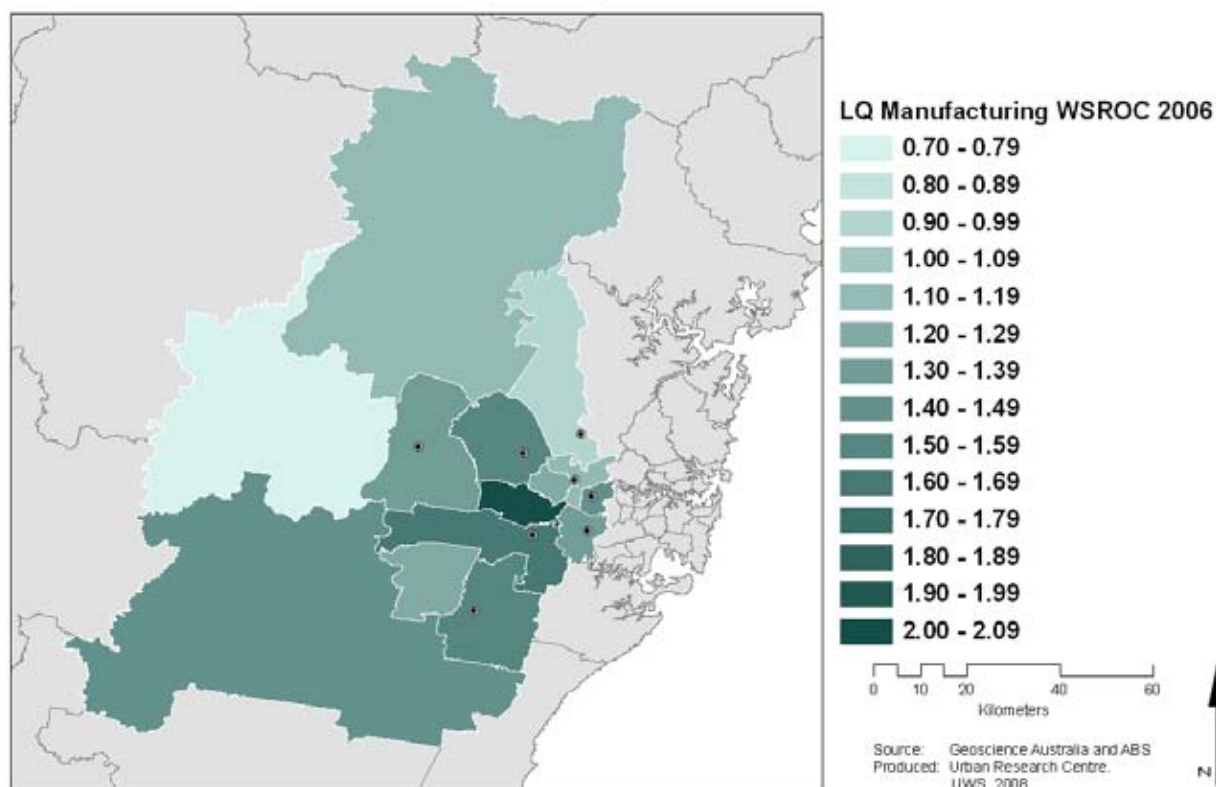 LQ Manufacturing WSROC 2006
0.70 - 0.79
0.80 - 0.89
0.90 - 0.99
1.00 - 1.09
1.10 - 1.19
1.20 - 1.29
1.30 - 1.39
1.40 - 1.49
1.50 - 1.59
1.60 - 1.69
1.70 - 1.79
1.80 - 1.89
1.90 - 1.99
2.00 - 2.09
0 10 20 40 60
Kilometers
Source: Geoscience Australia and ABS
Produced: Urban Research Centre.
UWS, 2008
N